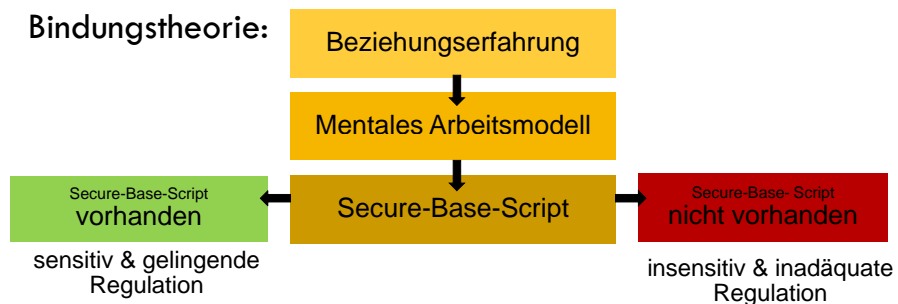 Bindungstheorie:
Beziehungserfahrung
Mentales Arbeitsmodell
Secure-Base-Script
vorhanden
Secure-Base-Script
Secure-Base- Script
nicht vorhanden
sensitiv & gelingende
Regulation
insensitiv & inadäquate
Regulation